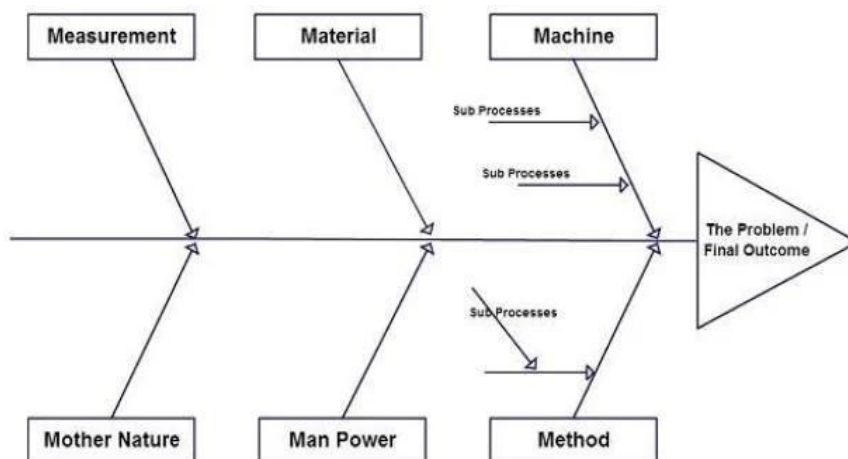 Measurement
Material
Machine
Sub Processes
Sub Processes
The Problem /
Final Outcome
Sub Processes
Mother Nature
Man Power
Method